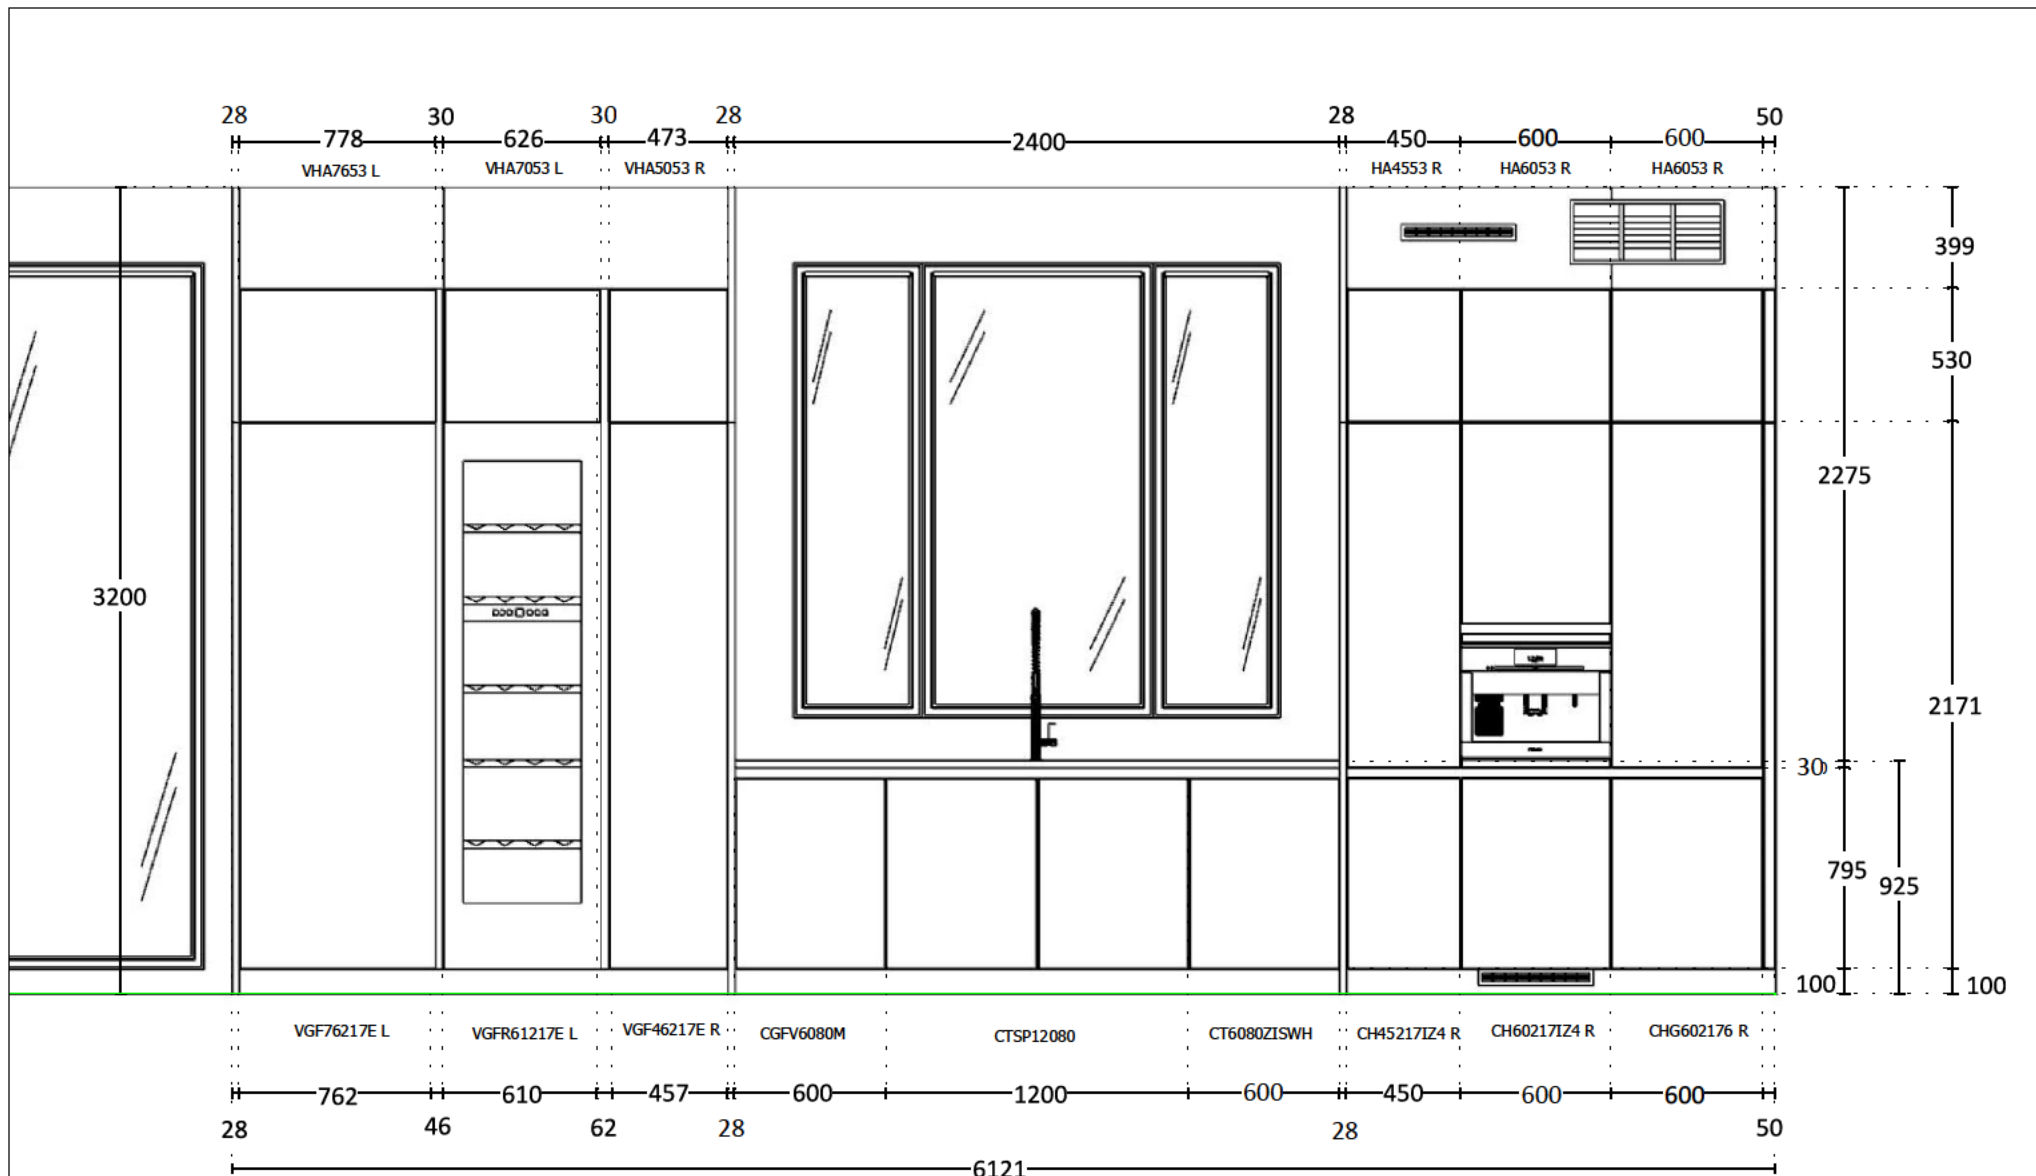 28 30 30 28 28 50
778 626 473 2400 450 600 600
VHA7653 L VHA7053 L VHA5053 R HA4553 R HA6053 R HA6053 R
399
530
2275
3200
2171
30
795
925
100 100
VGF76217E L VGFR61217E L VGF46217E R CGFV6080M CTSP12080 CT6080ZISWH CH45217IZ4 R CH60217IZ4 R CHG602176 R
762 610 457 600 1200 600 450 600 600
28 46 62 28 28 50
6121